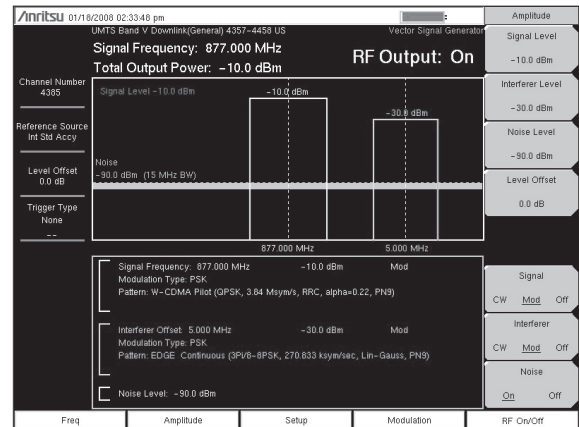 Anritsu 01/18/2008 02:33:48 pm
UMTS Band V Downlink(General) 4357-4458 US
Vector Signal Generator
Signal Frequency: 877.000 MHz
Total Output Power: -10.0 dBm
RF Output: On
Channel Number
4385
Reference Source
Int Std Accy
Level Offset
0.0 dB
Trigger Type
None
--
Signal Level -10.0 dBm
-10.0 dBm
-30.0 dBm
Noise
-90.0 dBm (15 MHz BW)
877.000 MHz
5.000 MHz
Signal Frequency: 877.000 MHz -10.0 dBm Mod
Modulation Type: PSK
Pattern: W-CDMA Pilot (QPSK, 3.84 Msym/s, RRC, alpha=0.22, PN9)
Interferer Offset: 5.000 MHz -30.0 dBm Mod
Modulation Type: PSK
Pattern: EDGE Continuous (3Pi/8-8PSK, 270.833 ksym/sec, Lin-Gauss, PN9)
Noise Level: -90.0 dBm
Amplitude
Signal Level
-10.0 dBm
Interferer Level
-30.0 dBm
Noise Level
-90.0 dBm
Level Offset
0.0 dB
Signal
CW Mod Off
Interferer
CW Mod Off
Noise
On Off
Freq
Amplitude
Setup
Modulation
RF On/Off